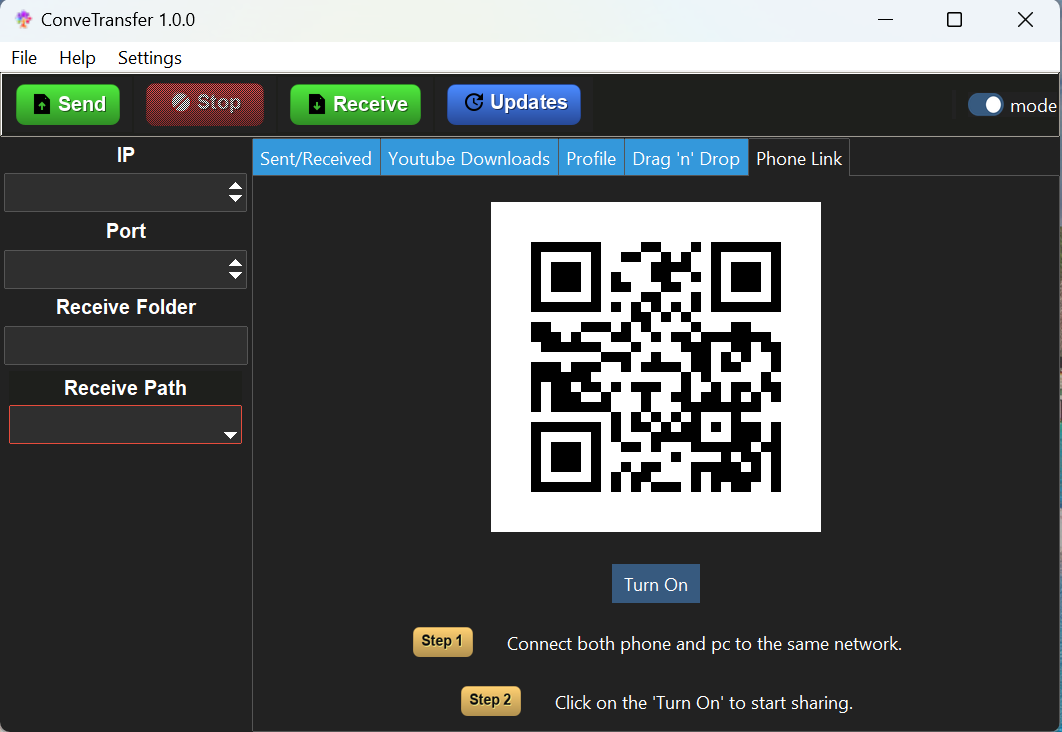 ConveTransfer 1.0.0
File Help Settings
Send Stop Receive Updates mode
IP
Port
Receive Folder
Receive Path
Sent/Received Youtube Downloads Profile Drag 'n' Drop Phone Link
Turn On
Step 1 Connect both phone and pc to the same network.
Step 2 Click on the 'Turn On' to start sharing.